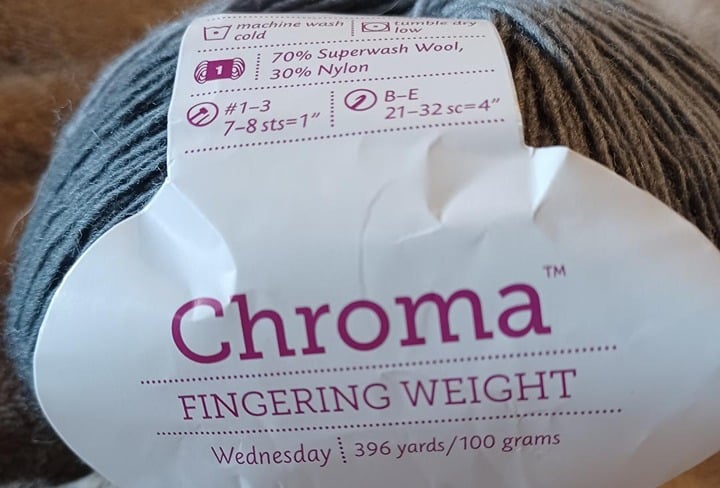 machine wash cold
tumble dry low
1
70% Superwash Wool,
30% Nylon
#1–3
7–8 sts=1"
B–E
21–32 sc=4"
Chroma™
FINGERING WEIGHT
Wednesday 396 yards/100 grams